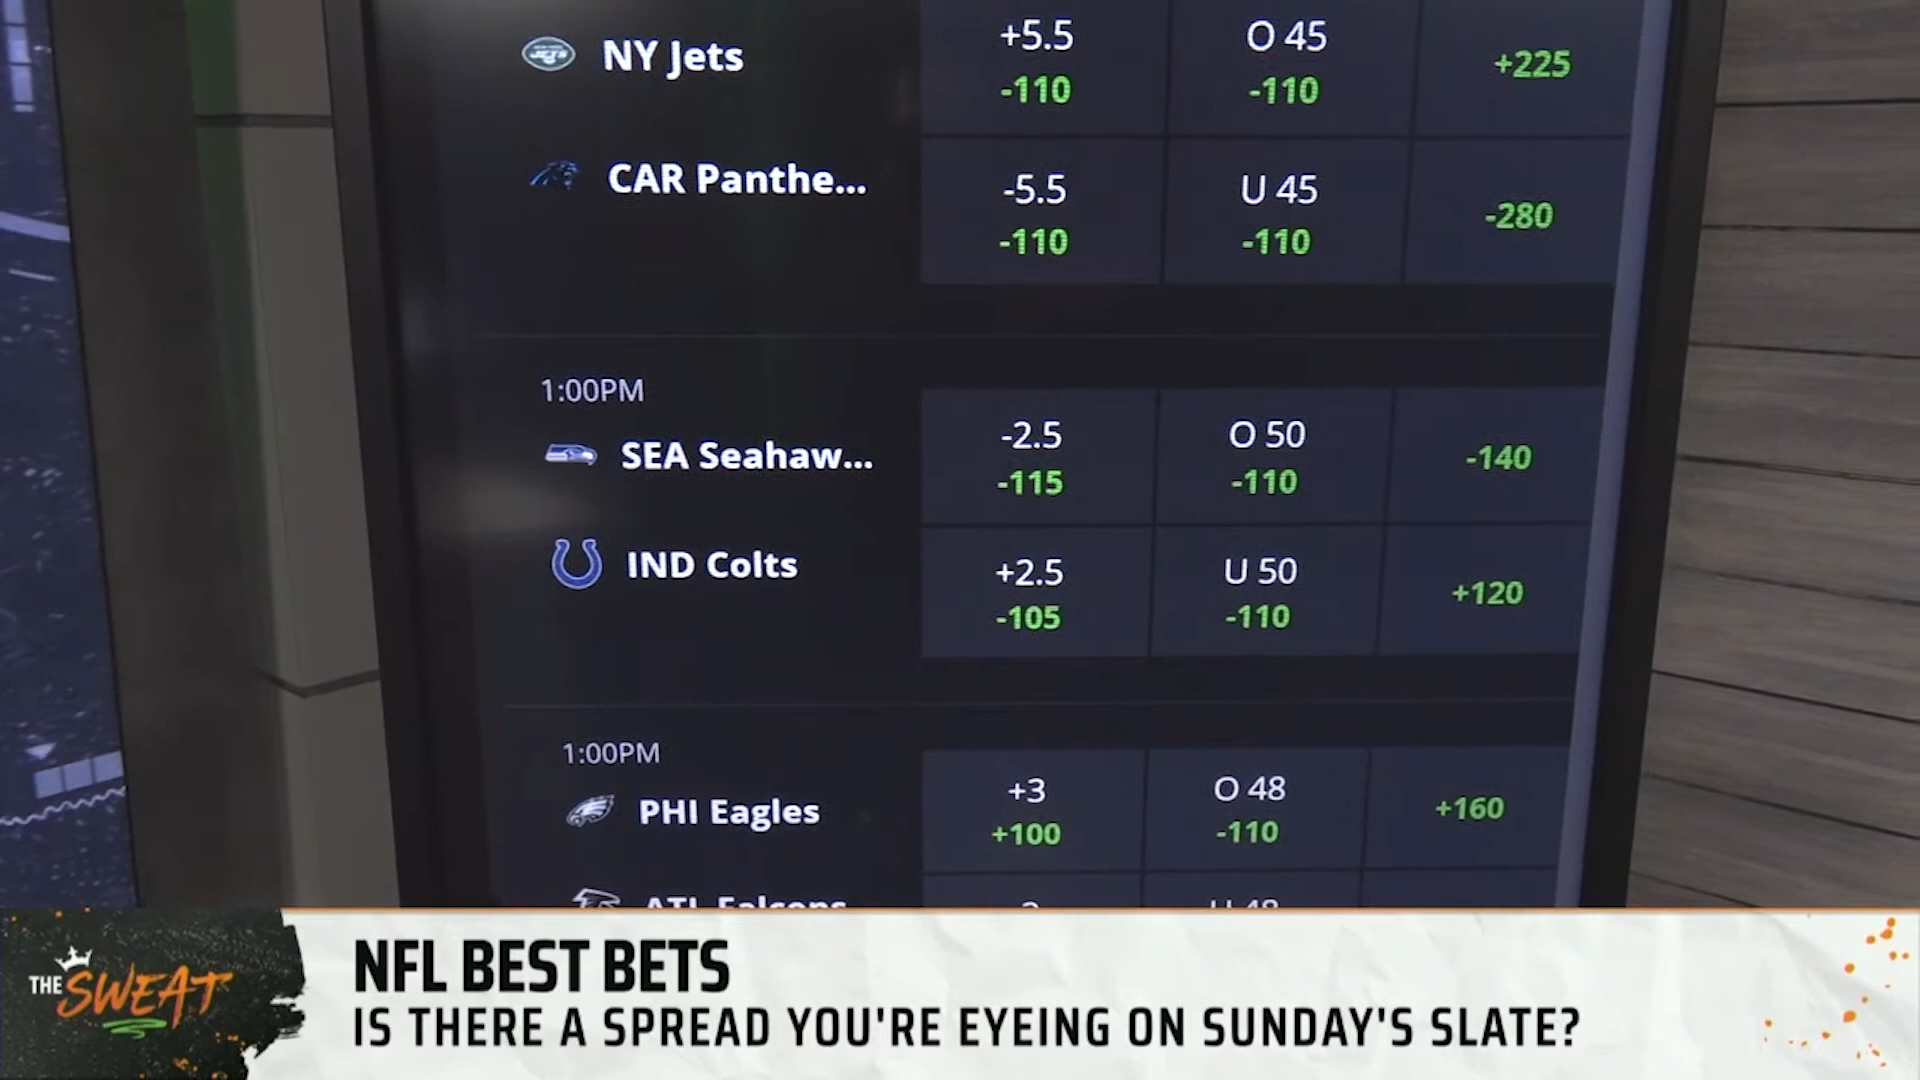 +5.5 O 45
NY Jets +225
-110 -110
CAR Panthe... -5.5 U 45 -280
-110 -110
1:00PM
-2.5 O 50
SEA Seahaw... -140
-115 -110
IND Colts +2.5 U 50 +120
-105 -110
1:00PM
+3 O 48
PHI Eagles +160
+100 -110
ATL Falcons U 48
THE SWEAT
NFL BEST BETS
IS THERE A SPREAD YOU'RE EYEING ON SUNDAY'S SLATE?